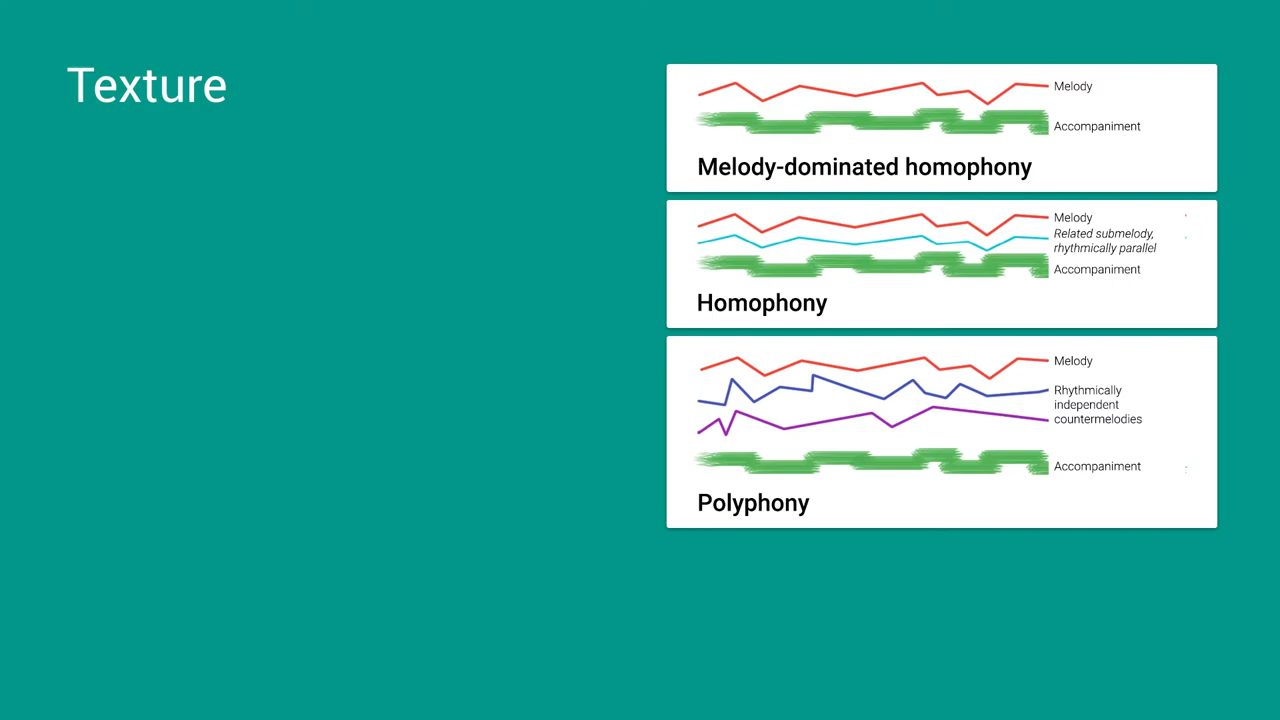 Texture
Melody
Accompaniment
Melody-dominated homophony
Melody
Related submelody,
rhythmically parallel
Accompaniment
Homophony
Melody
Rhythmically
independent
countermelodies
Accompaniment
Polyphony